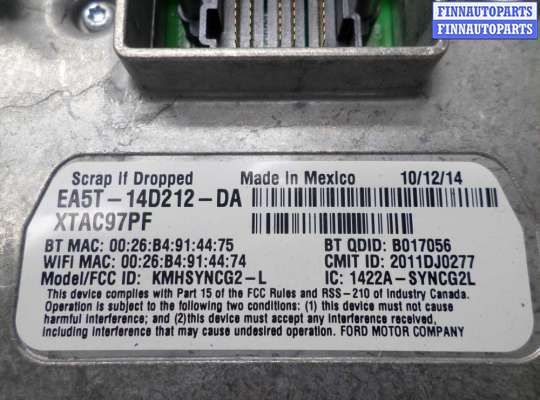 FINNAUTOPARTS
FINNAUTOPARTS
Scrap If Dropped Made In Mexico 10/12/14
EA5T-14D212-DA
XTAC97PF
BT MAC: 00:26:B4:91:44:75 BT QDID: B017056
WIFI MAC: 00:26:B4:91:44:74 CMIT ID: 2011DJ0277
Model/FCC ID: KMHSYNCG2-L IC: 1422A-SYNCG2L
This device complies with Part 15 of the FCC Rules and RSS-210 of Industry Canada.
Operation is subject to the following two conditions: (1) this device must not cause
harmful interference; and (2)this device must accept any interference received,
including interference that may cause undesired operation. FORD MOTOR COMPANY